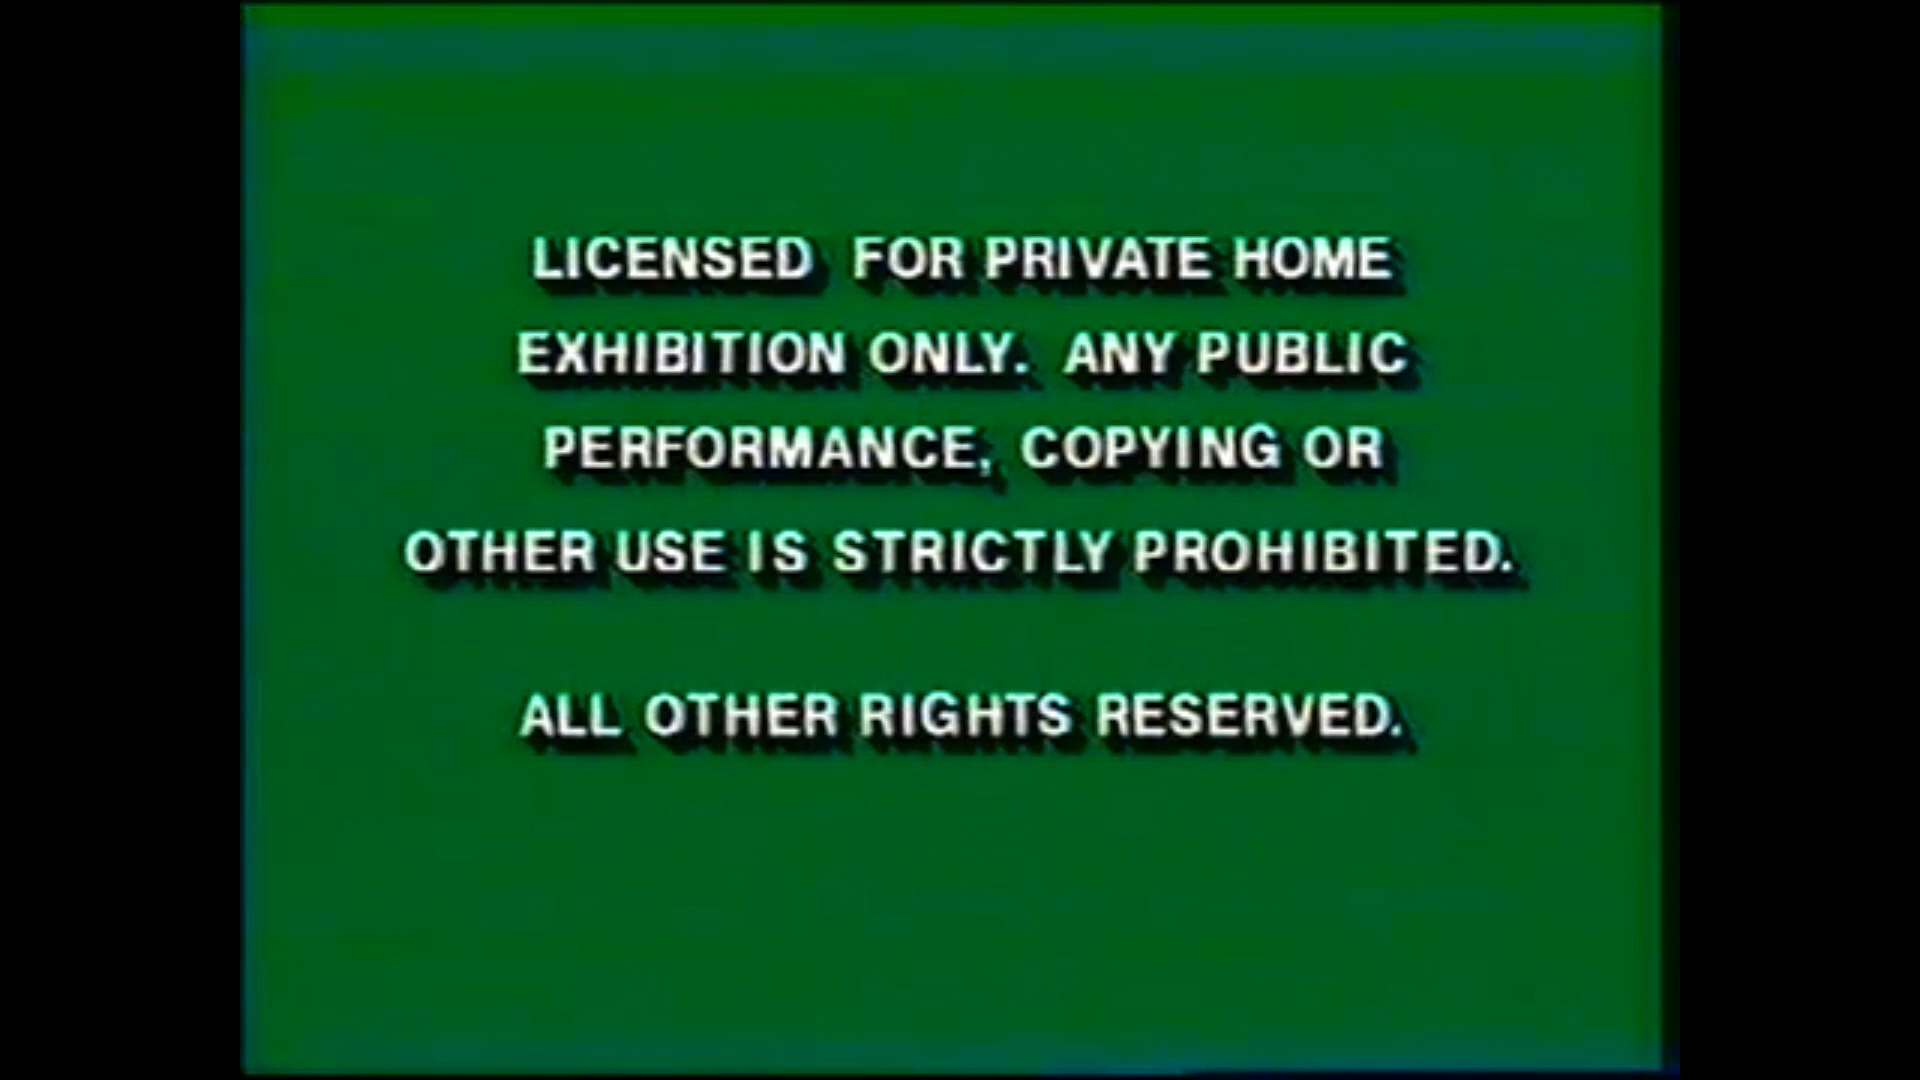 LICENSED FOR PRIVATE HOME
EXHIBITION ONLY. ANY PUBLIC
PERFORMANCE, COPYING OR
OTHER USE IS STRICTLY PROHIBITED.
ALL OTHER RIGHTS RESERVED.